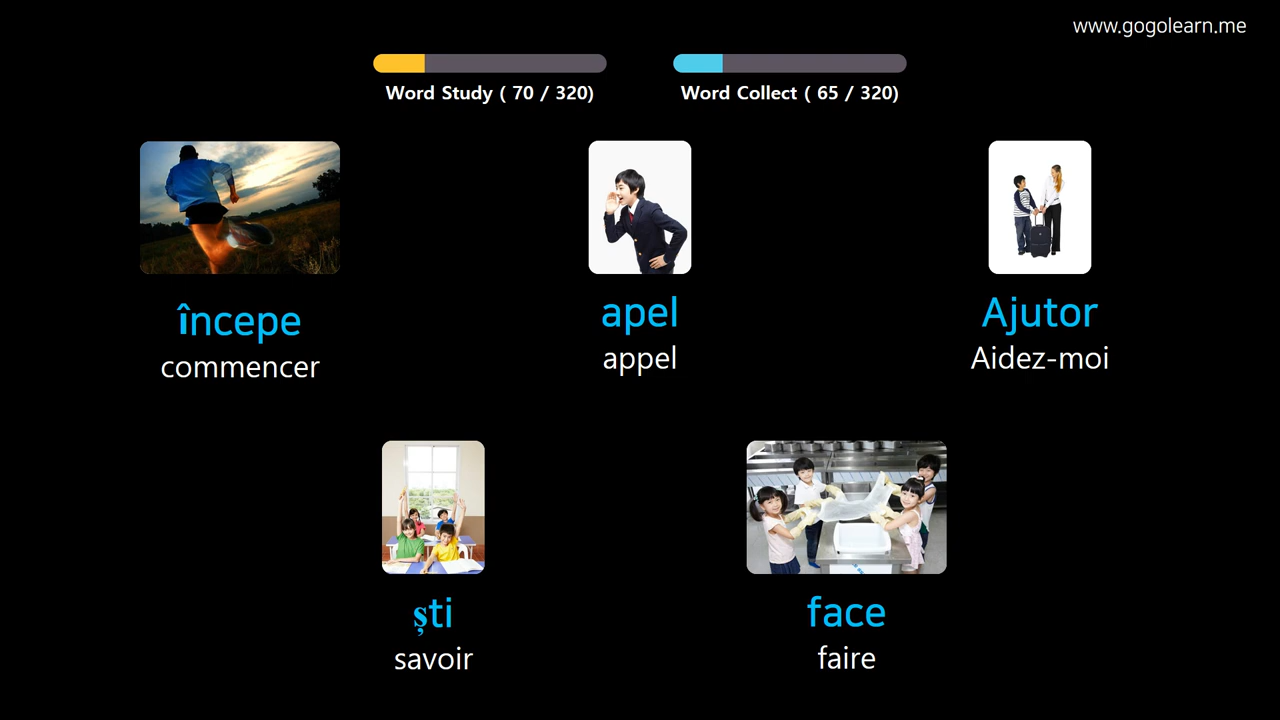 www.gogolearn.me
Word Study ( 70 / 320)
Word Collect ( 65 / 320)
începe
commencer
apel
appel
Ajutor
Aidez-moi
ști
savoir
face
faire